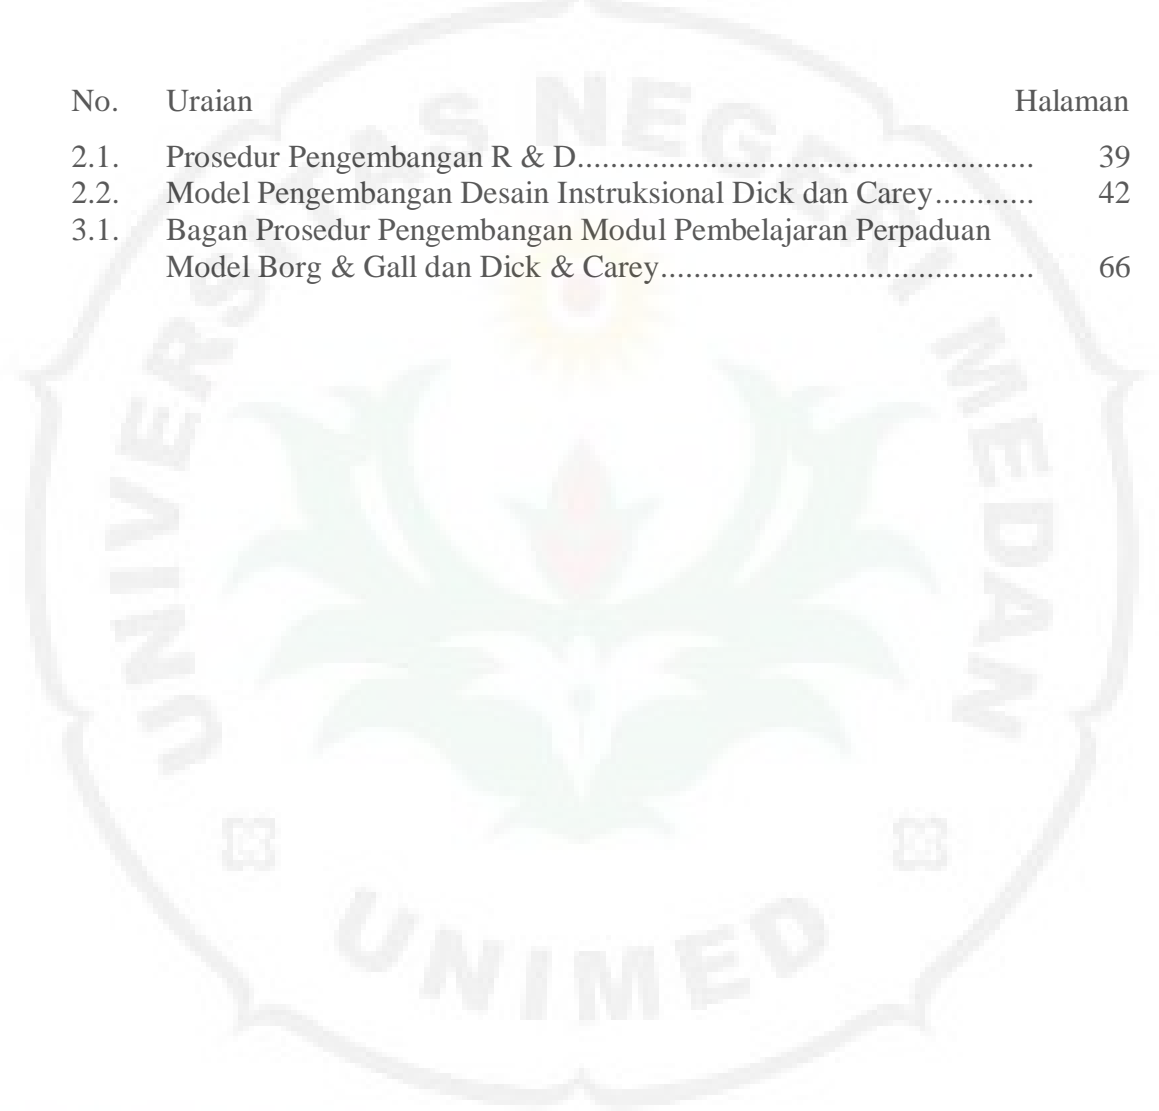 No. Uraian Halaman
2.1. Prosedur Pengembangan R & D....................................................... 39
2.2. Model Pengembangan Desain Instruksional Dick dan Carey............ 42
3.1. Bagan Prosedur Pengembangan Modul Pembelajaran Perpaduan
Model Borg & Gall dan Dick & Carey............................................. 66
UNIVERSITAS NEGERI MEDAN
UNIMED